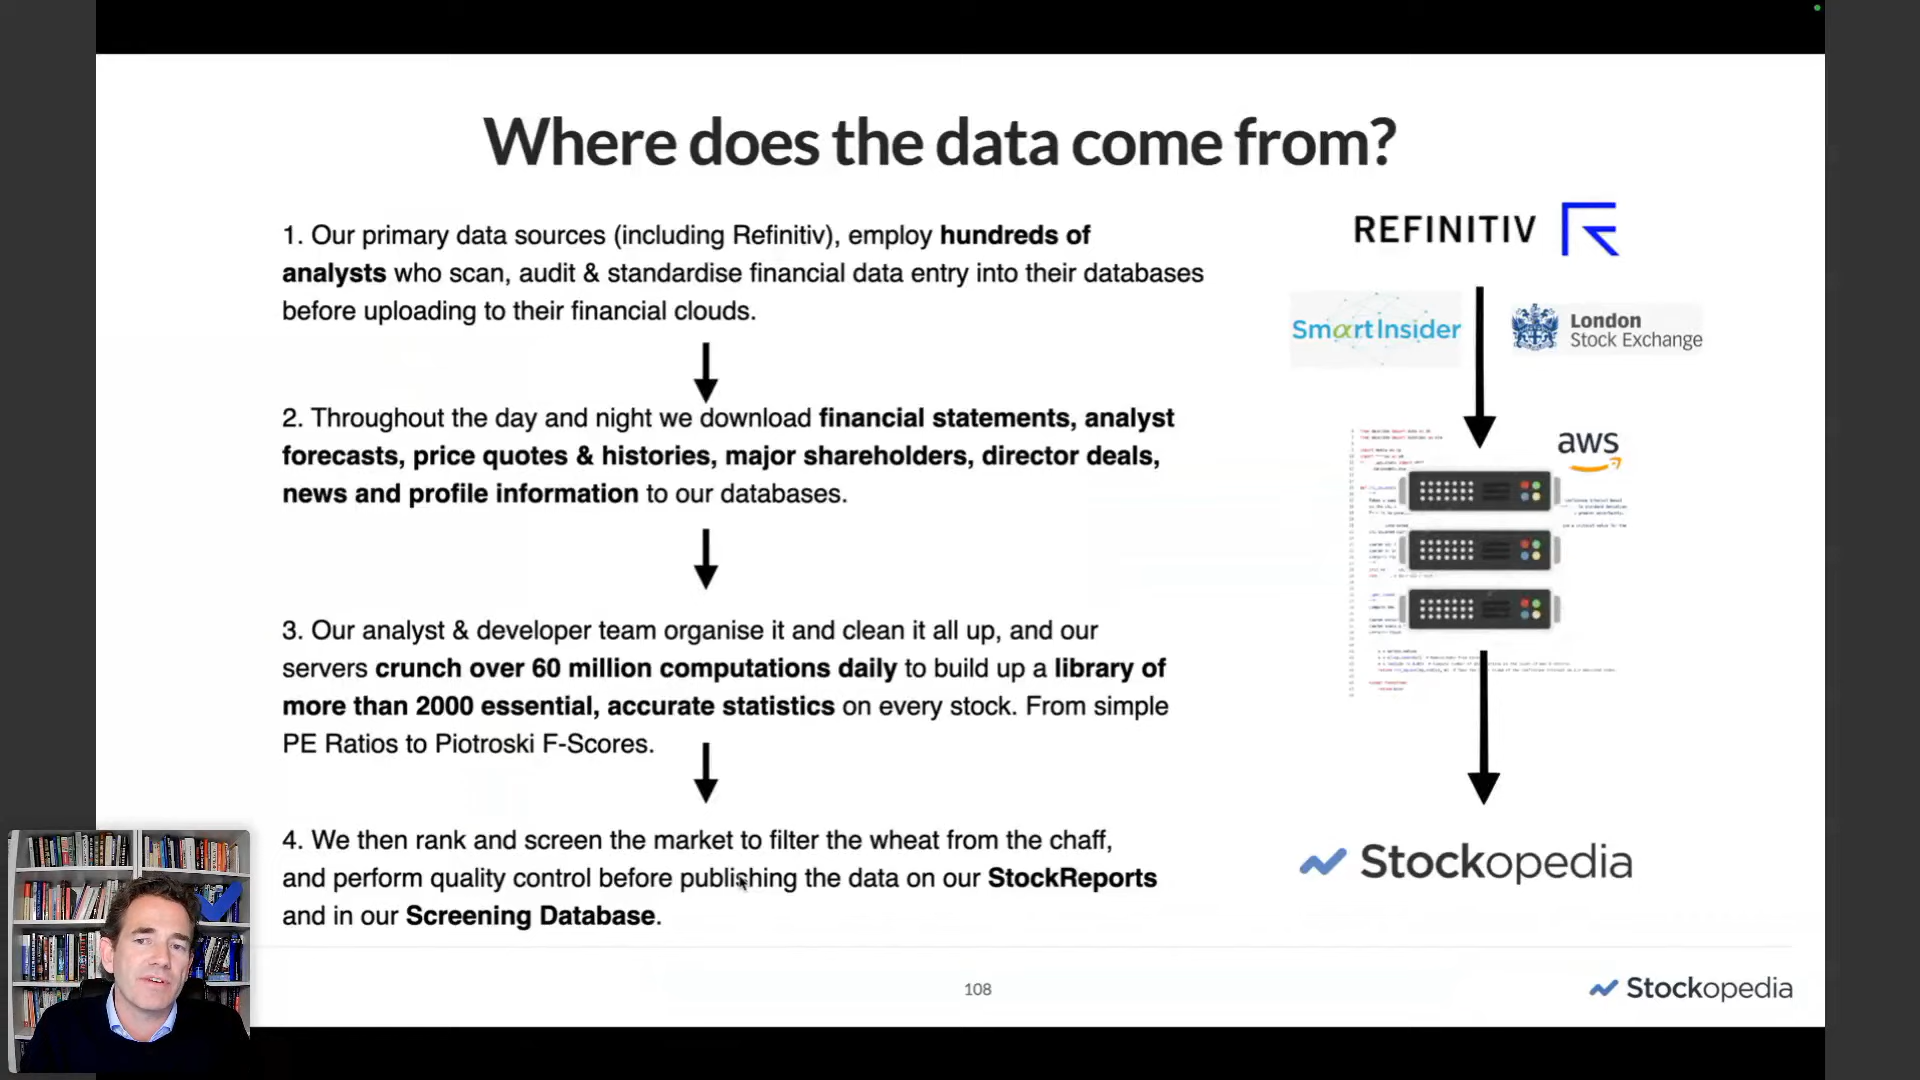 Where does the data come from?
1. Our primary data sources (including Refinitiv), employ hundreds of
analysts who scan, audit & standardise financial data entry into their databases
before uploading to their financial clouds.
2. Throughout the day and night we download financial statements, analyst
forecasts, price quotes & histories, major shareholders, director deals,
news and profile information to our databases.
3. Our analyst & developer team organise it and clean it all up, and our
servers crunch over 60 million computations daily to build up a library of
more than 2000 essential, accurate statistics on every stock. From simple
PE Ratios to Piotroski F-Scores.
4. We then rank and screen the market to filter the wheat from the chaff,
and perform quality control before publishing the data on our StockReports
and in our Screening Database.
REFINITIV
SmartInsider
London
Stock Exchange
aws
Stockopedia
108
Stockopedia